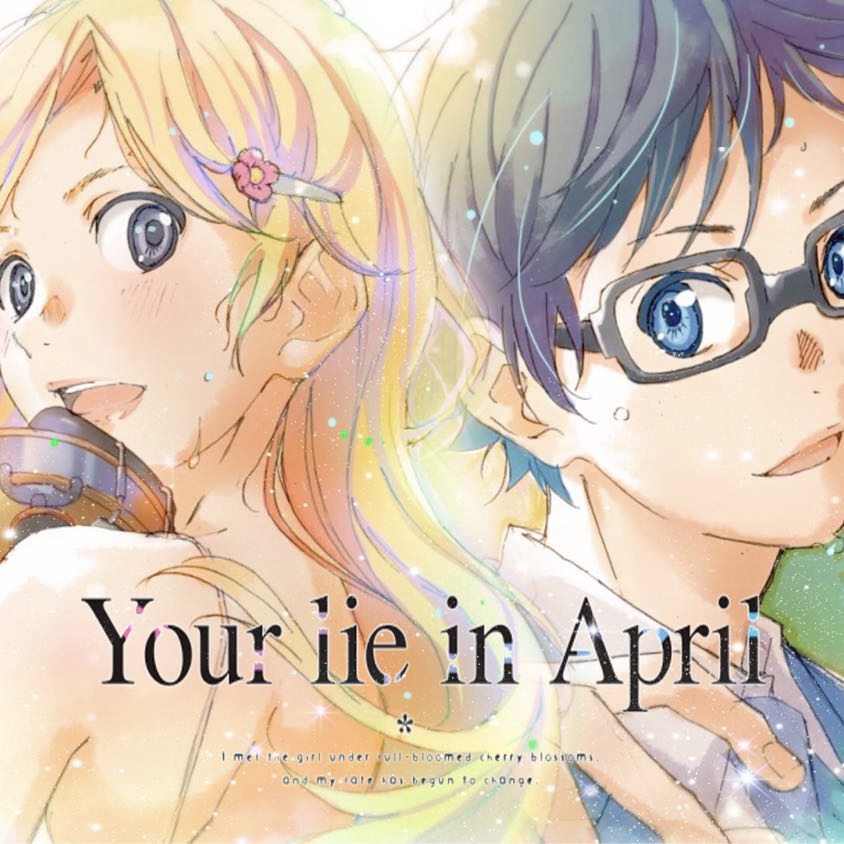 Your lie in April
*
I met the girl under full-bloomed cherry blossoms,
and my fate has begun to change.